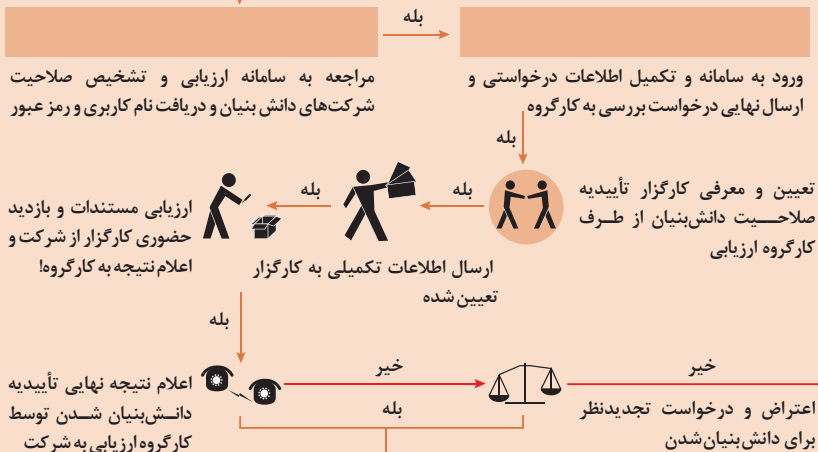 بله
مراجعه به سامانه ارزیابی و تشخیص صلاحیت
شرکت‌های دانش بنیان و دریافت نام کاربری و رمز عبور
ورود به سامانه و تکمیل اطلاعات درخواستی و
ارسال نهایی درخواست بررسی به کارگروه
بله
تعیین و معرفی کارگزار تأییدیه
صلاحیت دانش‌بنیان از طرف
کارگروه ارزیابی
بله
ارسال اطلاعات تکمیلی به کارگزار
تعیین شده
بله
ارزیابی مستندات و بازدید
حضوری کارگزار از شرکت و
اعلام نتیجه به کارگروه!
بله
اعلام نتیجه نهایی تأییدیه
دانش‌بنیان شدن توسط
کارگروه ارزیابی به شرکت
خیر
بله
خیر
اعتراض و درخواست تجدیدنظر
برای دانش‌بنیان‌شدن